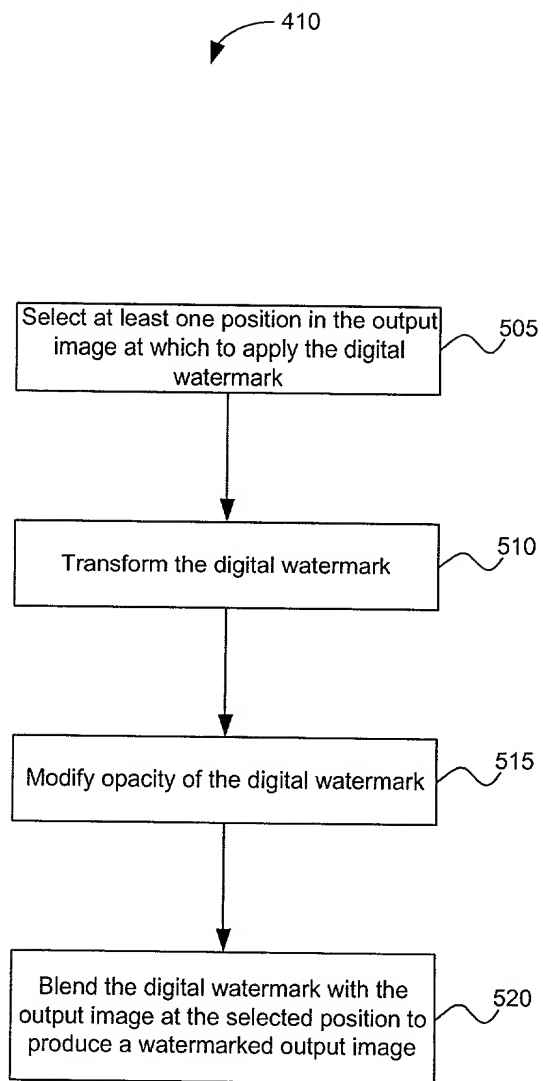 410
Select at least one position in the output
image at which to apply the digital
watermark
505
Transform the digital watermark
510
Modify opacity of the digital watermark
515
Blend the digital watermark with the
output image at the selected position to
produce a watermarked output image
520